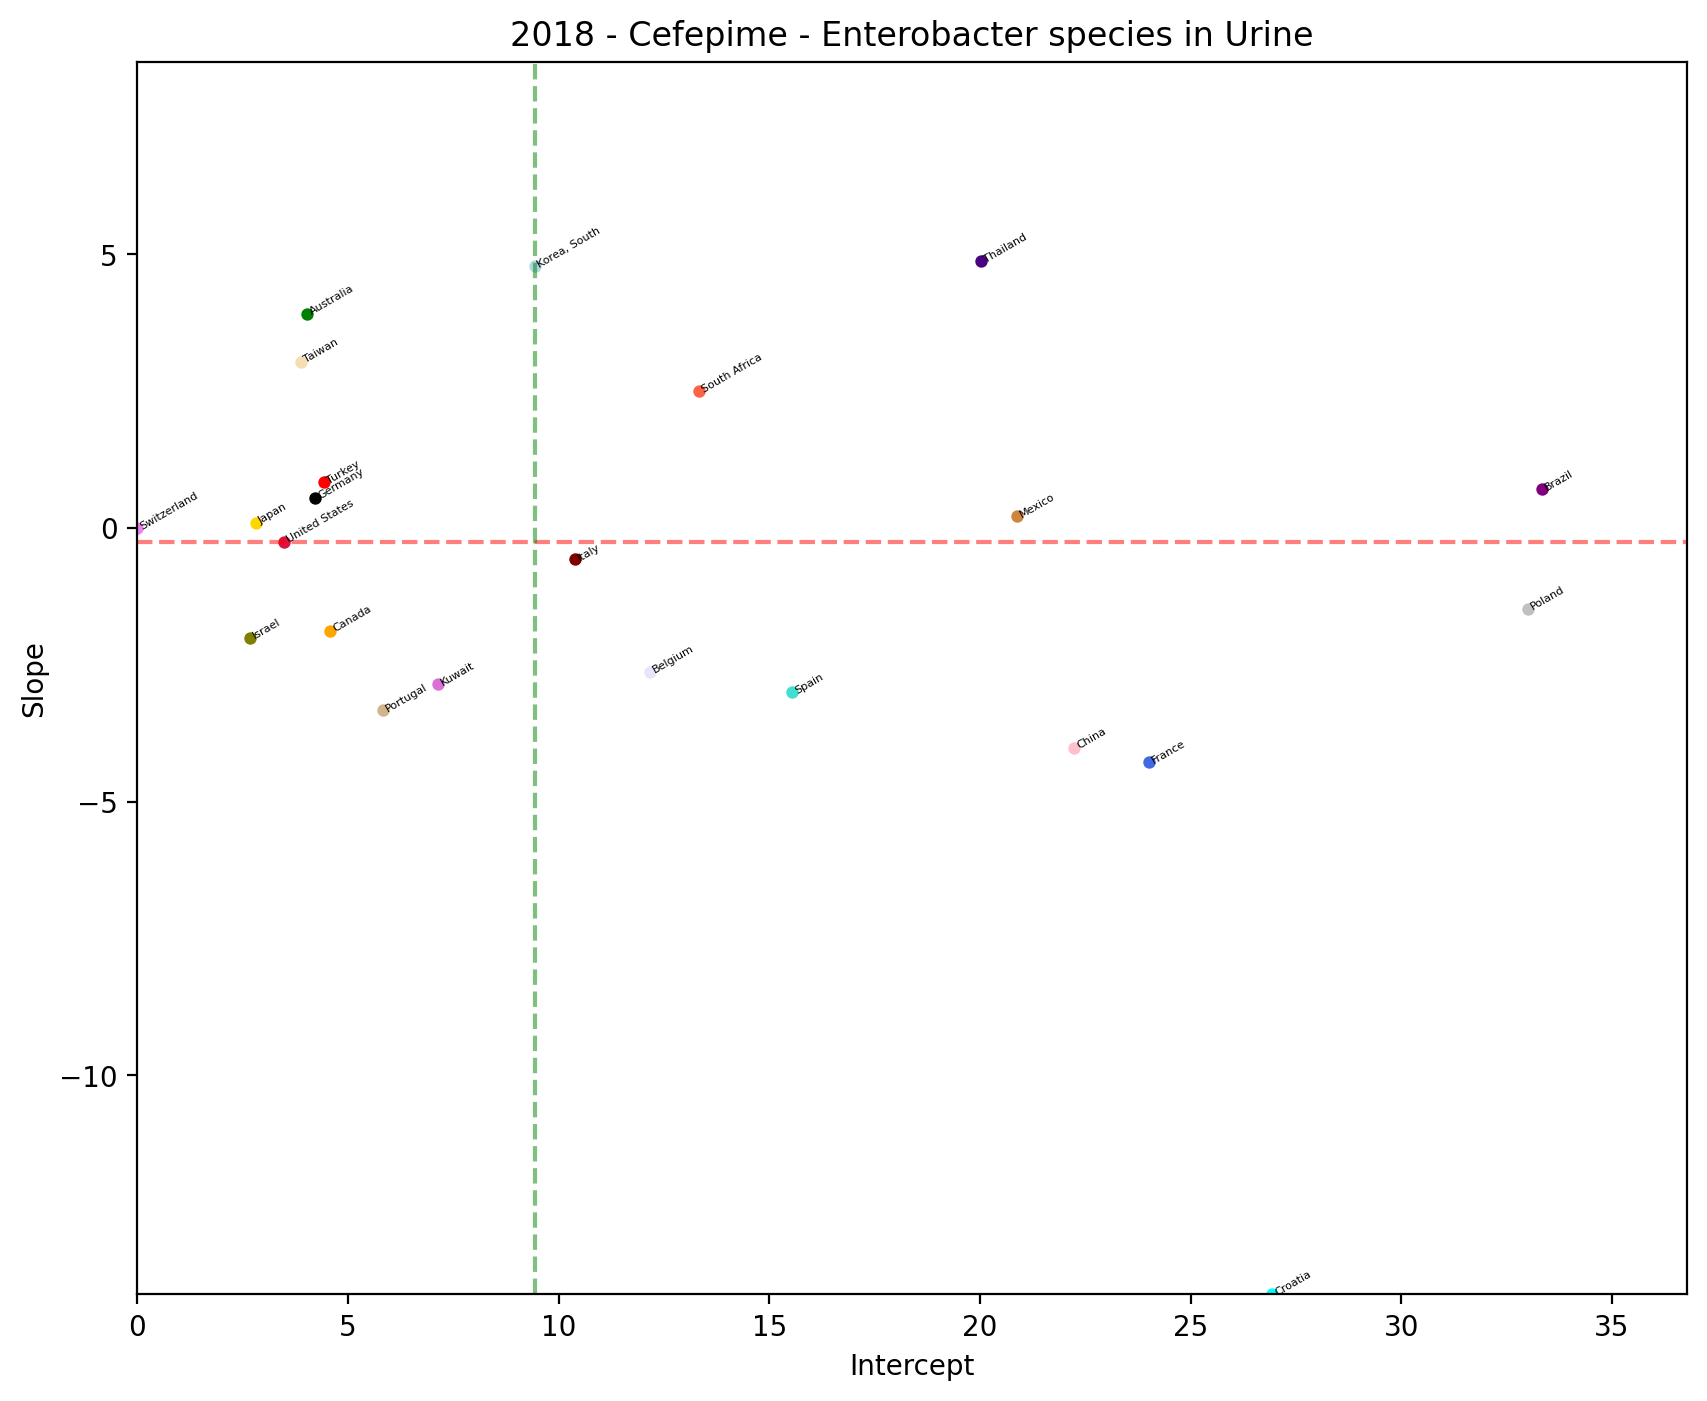 2018 - Cefepime - Enterobacter species in Urine
Korea, South
Thailand
Australia
Taiwan
South Africa
Turkey
Germany
Brazil
Switzerland
Japan
United States
Mexico
Italy
Poland
Israel
Canada
Belgium
Kuwait
Spain
Portugal
China
France
Croatia
5
0
−5
−10
Slope
0
5
10
15
20
25
30
35
Intercept